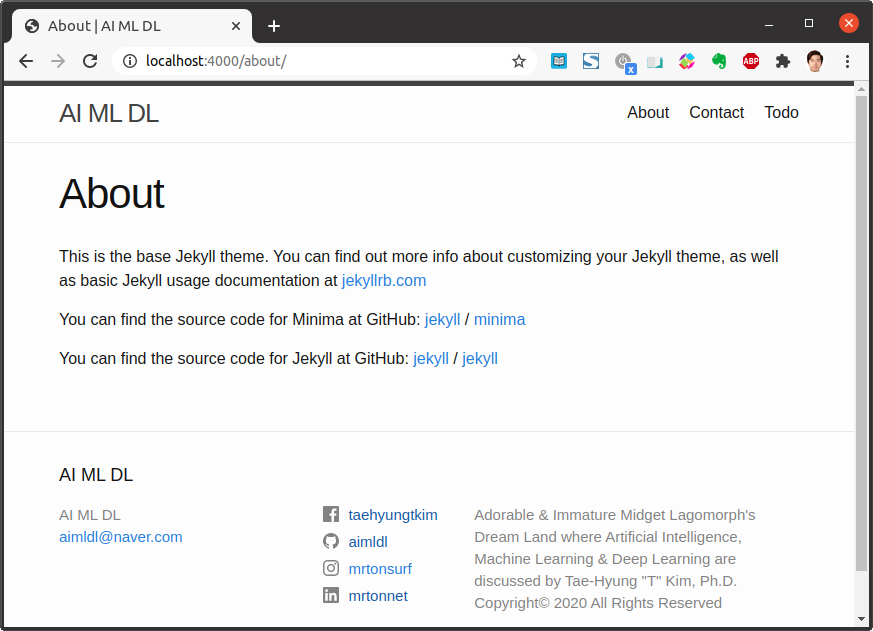 About | AI ML DL
localhost:4000/about/
x
ABP
AI ML DL
About Contact Todo
About
This is the base Jekyll theme. You can find out more info about customizing your Jekyll theme, as well
as basic Jekyll usage documentation at jekyllrb.com
You can find the source code for Minima at GitHub: jekyll / minima
You can find the source code for Jekyll at GitHub: jekyll / jekyll
AI ML DL
AI ML DL
aimldl@naver.com
taehyungtkim
aimldl
mrtonsurf
mrtonnet
Adorable & Immature Midget Lagomorph's
Dream Land where Artificial Intelligence,
Machine Learning & Deep Learning are
discussed by Tae-Hyung "T" Kim, Ph.D.
Copyright© 2020 All Rights Reserved